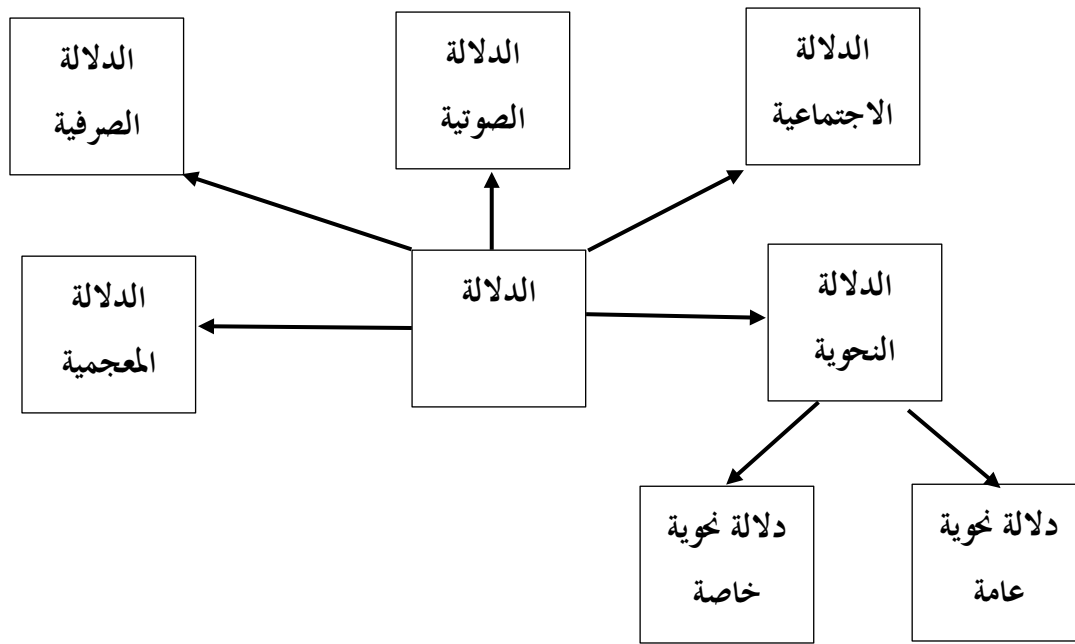 الدلالة
الاجتماعية
الدلالة
الصوتية
الدلالة
الصرفية
الدلالة
النحوية
الدلالة
الدلالة
المعجمية
دلالة نحوية
عامة
دلالة نحوية
خاصة